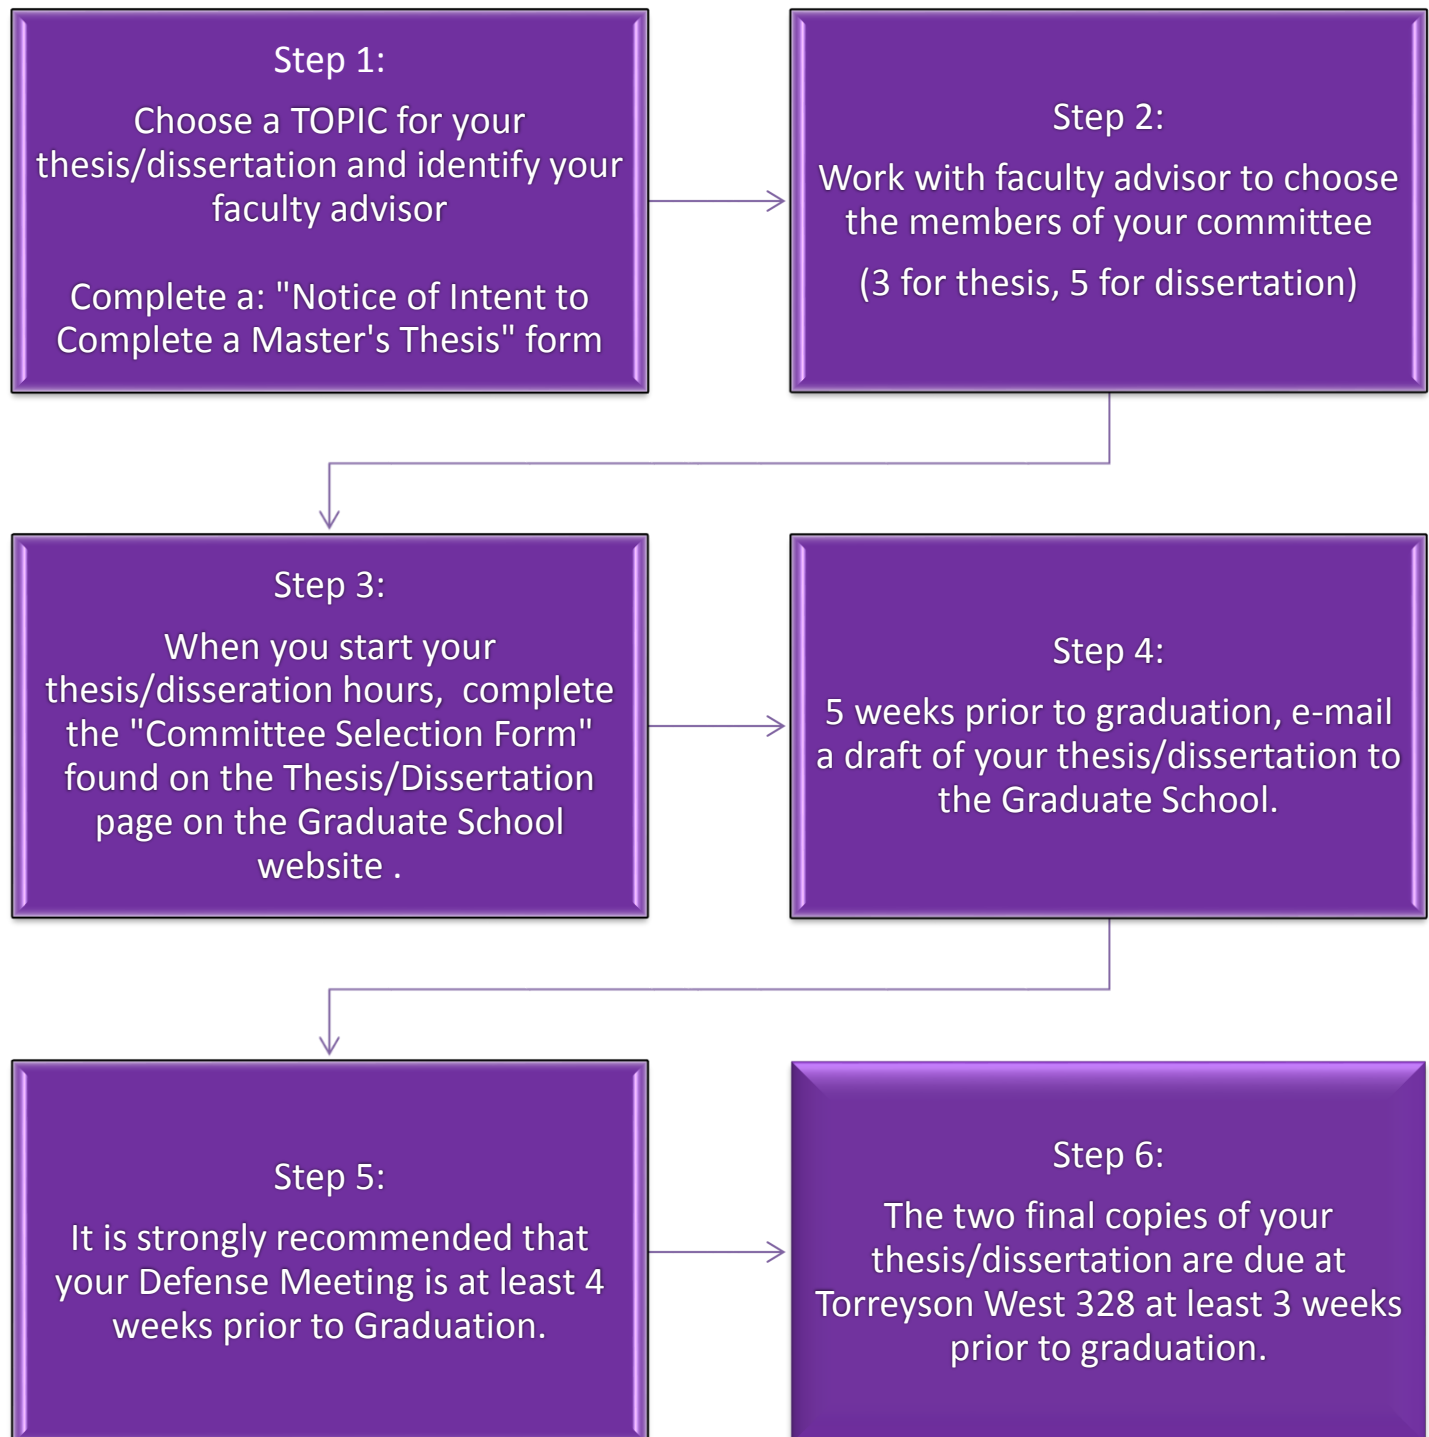 Step 1:
Choose a TOPIC for your
thesis/dissertation and identify your
faculty advisor
Complete a: "Notice of Intent to
Complete a Master's Thesis" form
Step 2:
Work with faculty advisor to choose
the members of your committee
(3 for thesis, 5 for dissertation)
Step 3:
When you start your
thesis/disseration hours,  complete
the "Committee Selection Form"
found on the Thesis/Dissertation
page on the Graduate School
website .
Step 4:
5 weeks prior to graduation, e-mail
a draft of your thesis/dissertation to
the Graduate School.
Step 5:
It is strongly recommended that
your Defense Meeting is at least 4
weeks prior to Graduation.
Step 6:
The two final copies of your
thesis/dissertation are due at
Torreyson West 328 at least 3 weeks
prior to graduation.